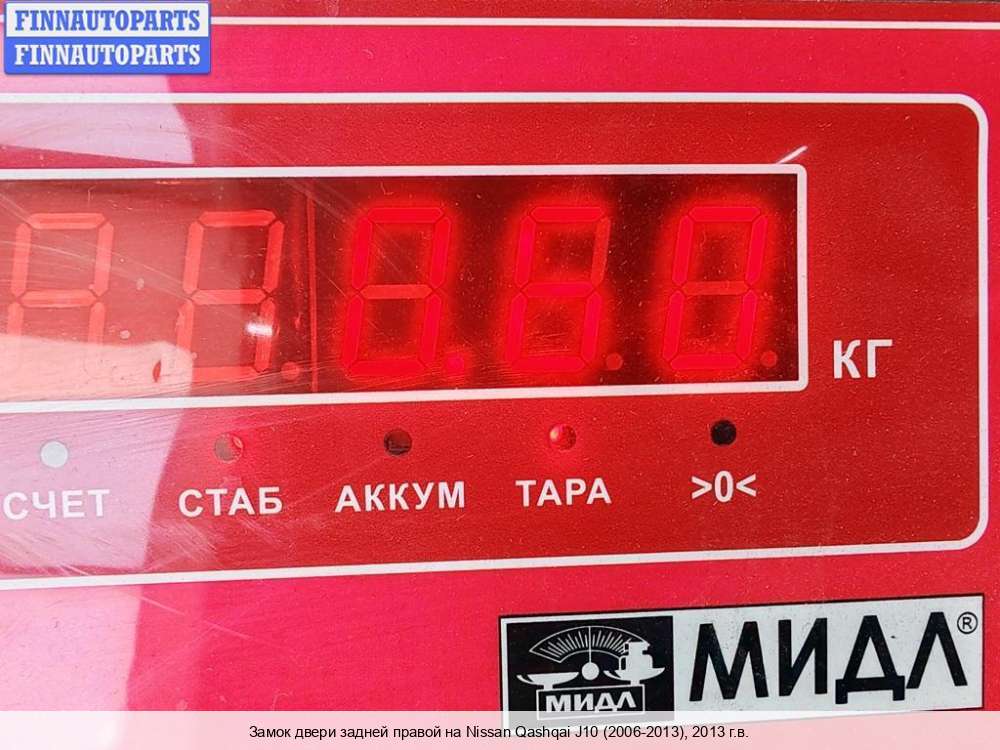 FINNAUTOPARTS
FINNAUTOPARTS
0.60
КГ
СЧЕТ СТАБ АККУМ ТАРА >0<
МИДЛ®
МИДЛ
Замок двери задней правой на Nissan Qashqai J10 (2006-2013), 2013 г.в.